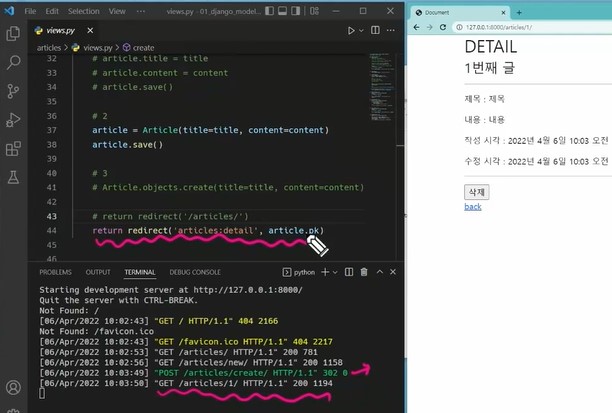 File Edit Selection View ... views.py - 01_django_model...
views.py
articles > views.py > create
32 # article.title = title
33 # article.content = content
34 # article.save()
35
36 # 2
37 article = Article(title=title, content=content)
38 article.save()
39
40 # 3
41 # Article.objects.create(title=title, content=content)
42
43 # return redirect('/articles/')
44 return redirect('articles:detail', article.pk)
45
46
PROBLEMS OUTPUT TERMINAL DEBUG CONSOLE python
Starting development server at http://127.0.0.1:8000/
Quit the server with CTRL-BREAK.
Not Found: /
[06/Apr/2022 10:02:43] "GET / HTTP/1.1" 404 2166
Not Found: /favicon.ico
[06/Apr/2022 10:02:43] "GET /favicon.ico HTTP/1.1" 404 2217
[06/Apr/2022 10:02:53] "GET /articles/ HTTP/1.1" 200 781
[06/Apr/2022 10:02:56] "GET /articles/new/ HTTP/1.1" 200 1158
[06/Apr/2022 10:03:49] "POST /articles/create/ HTTP/1.1" 302 0
[06/Apr/2022 10:03:50] "GET /articles/1/ HTTP/1.1" 200 1194
Document
127.0.0.1:8000/articles/1/
DETAIL
1번째 글
제목 : 제목
내용 : 내용
작성 시각 : 2022년 4월 6일 10:03 오전
수정 시각 : 2022년 4월 6일 10:03 오전
삭제
back